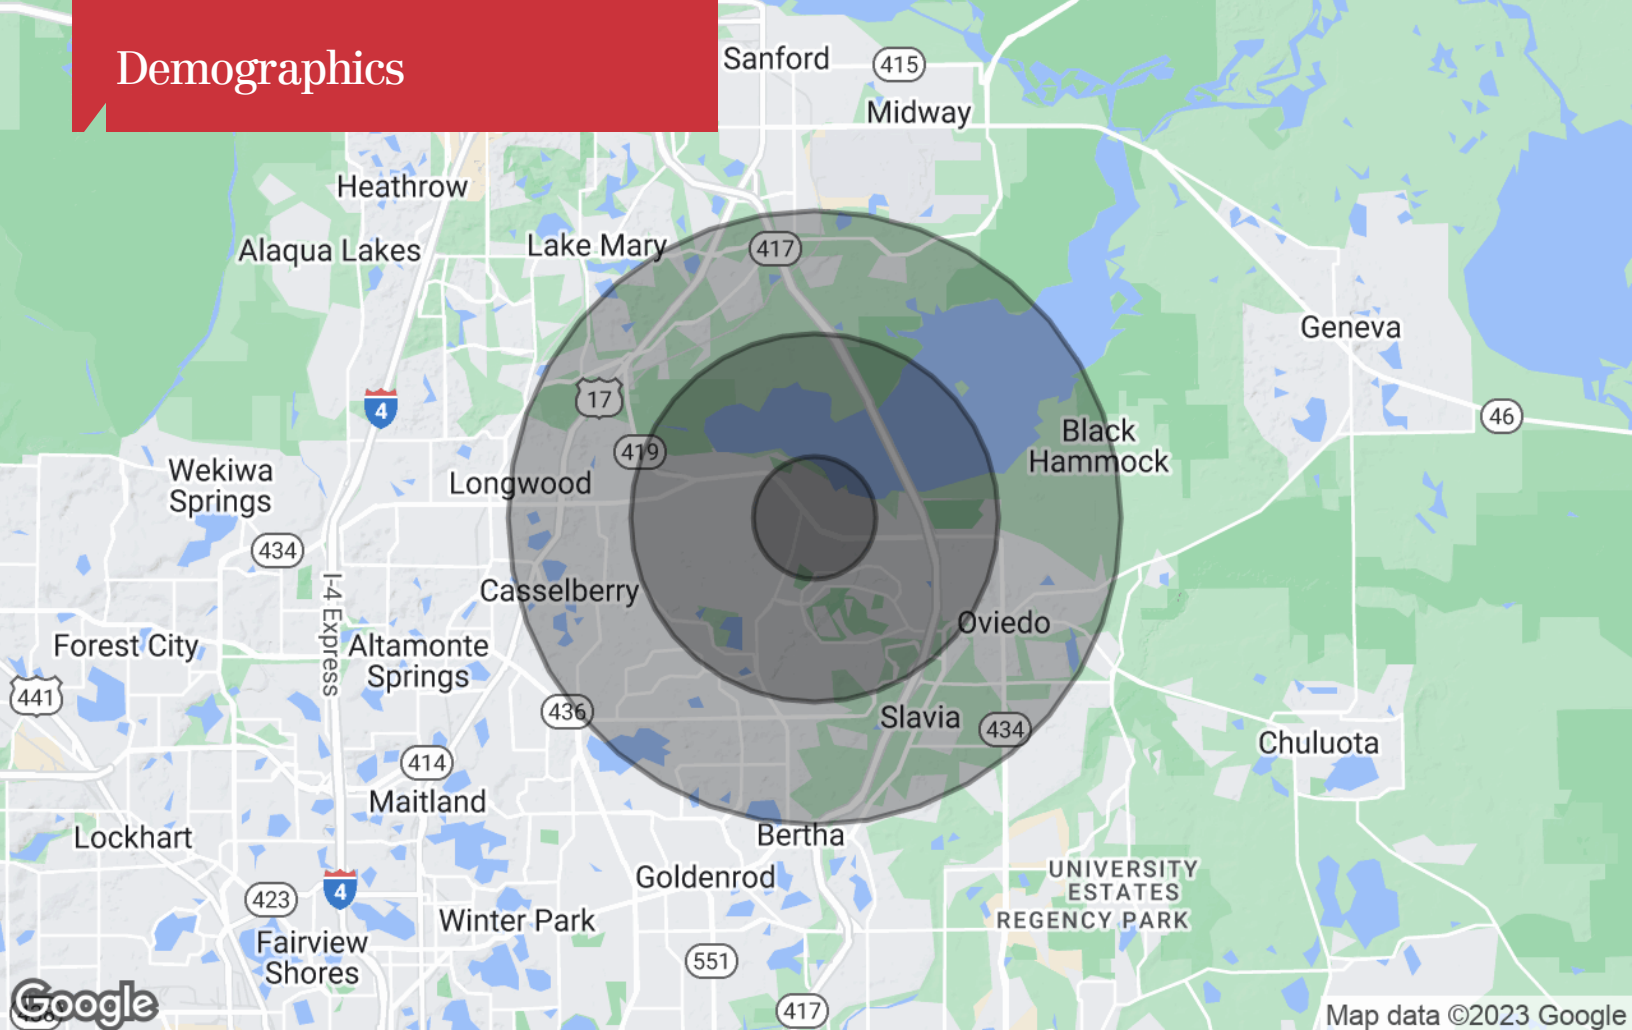 Demographics
Sanford
415
Midway
Heathrow
Alaqua Lakes
Lake Mary
417
Geneva
4
17
46
419
Black
Hammock
Wekiwa
Springs
Longwood
434
I-4 Express
Casselberry
Oviedo
Forest City
Altamonte
Springs
441
436
Slavia
434
Chuluota
414
Maitland
Lockhart
Bertha
4
Goldenrod
UNIVERSITY
ESTATES
423
Winter Park
REGENCY PARK
Fairview
Shores
551
Google
417
Map data ©2023 Google